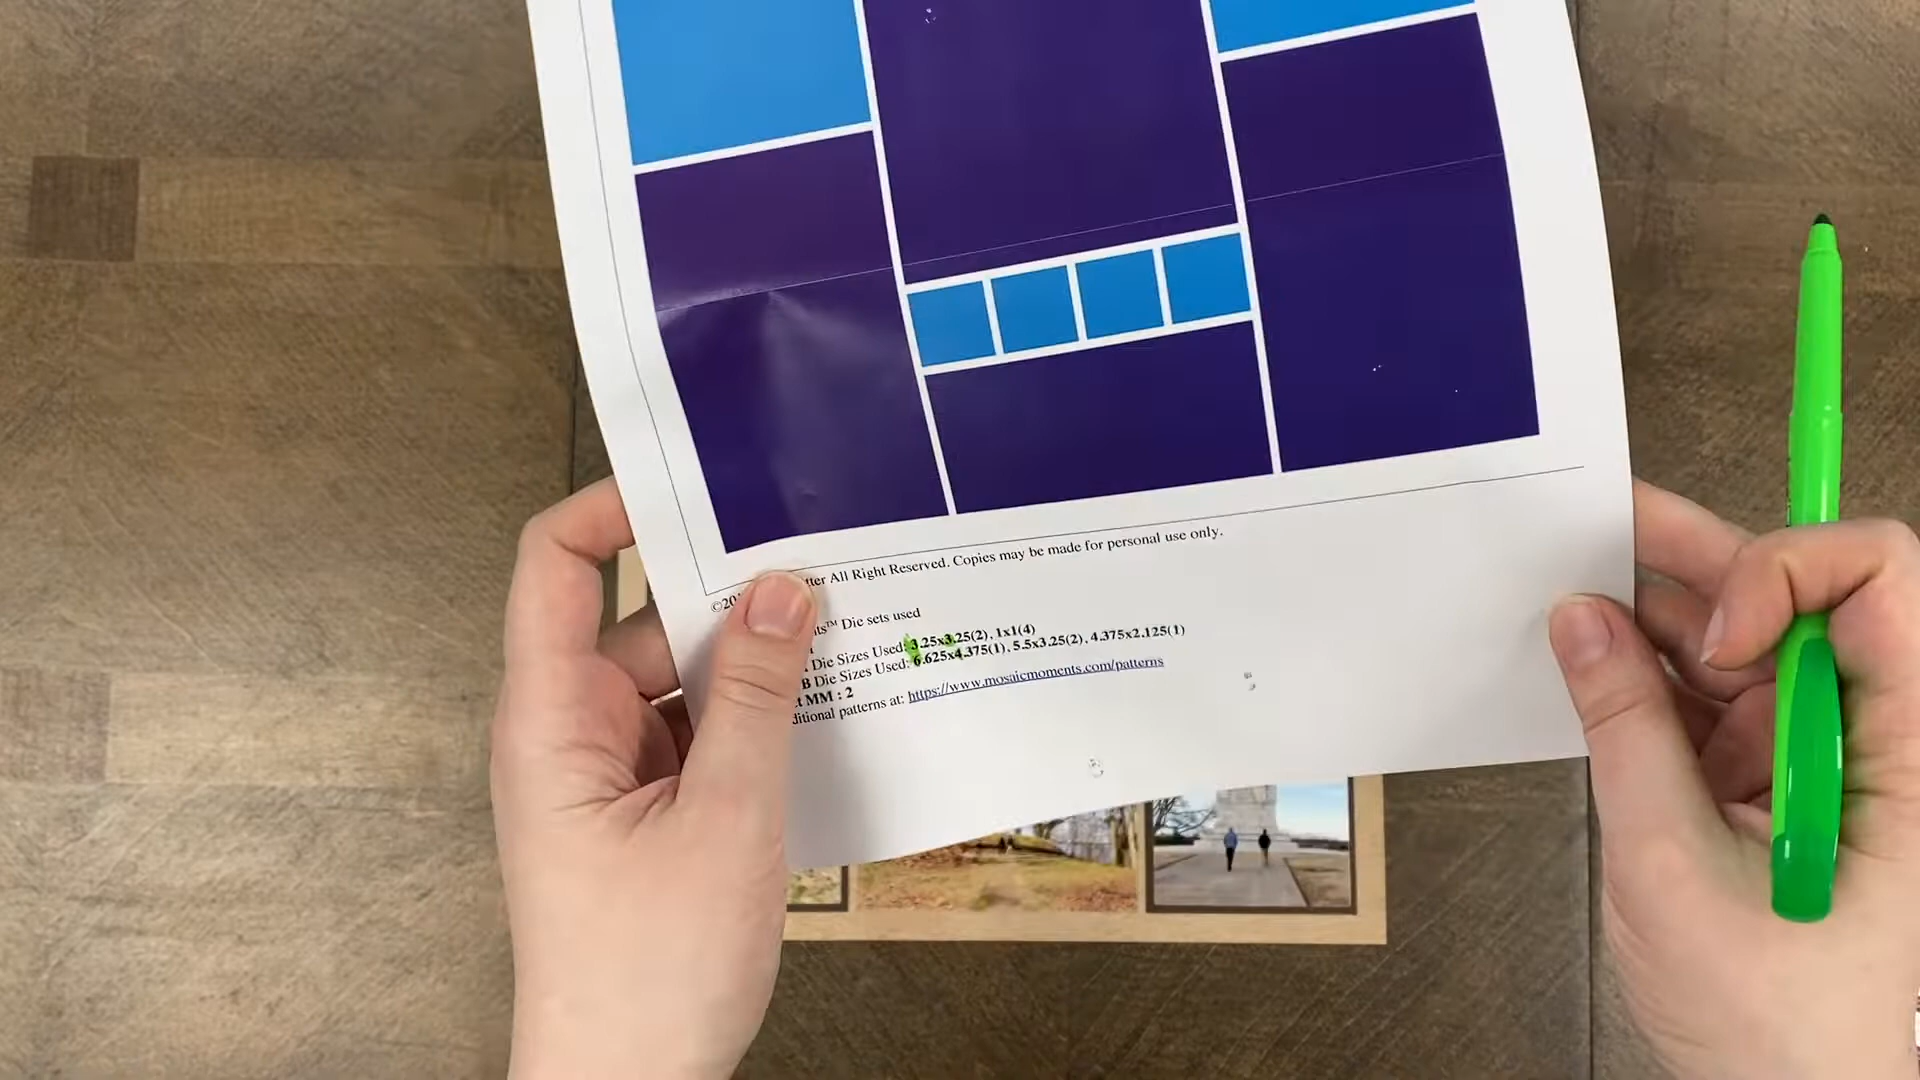 All Right Reserved. Copies may be made for personal use only.
Die sets used
Die Sizes Used: 3.25x3.25(2), 1x1(4)
B Die Sizes Used: 6.625x4.375(1), 5.5x3.25(2), 4.375x2.125(1)
MM : 2
patterns at: https://www.mosaicmoments.com/patterns